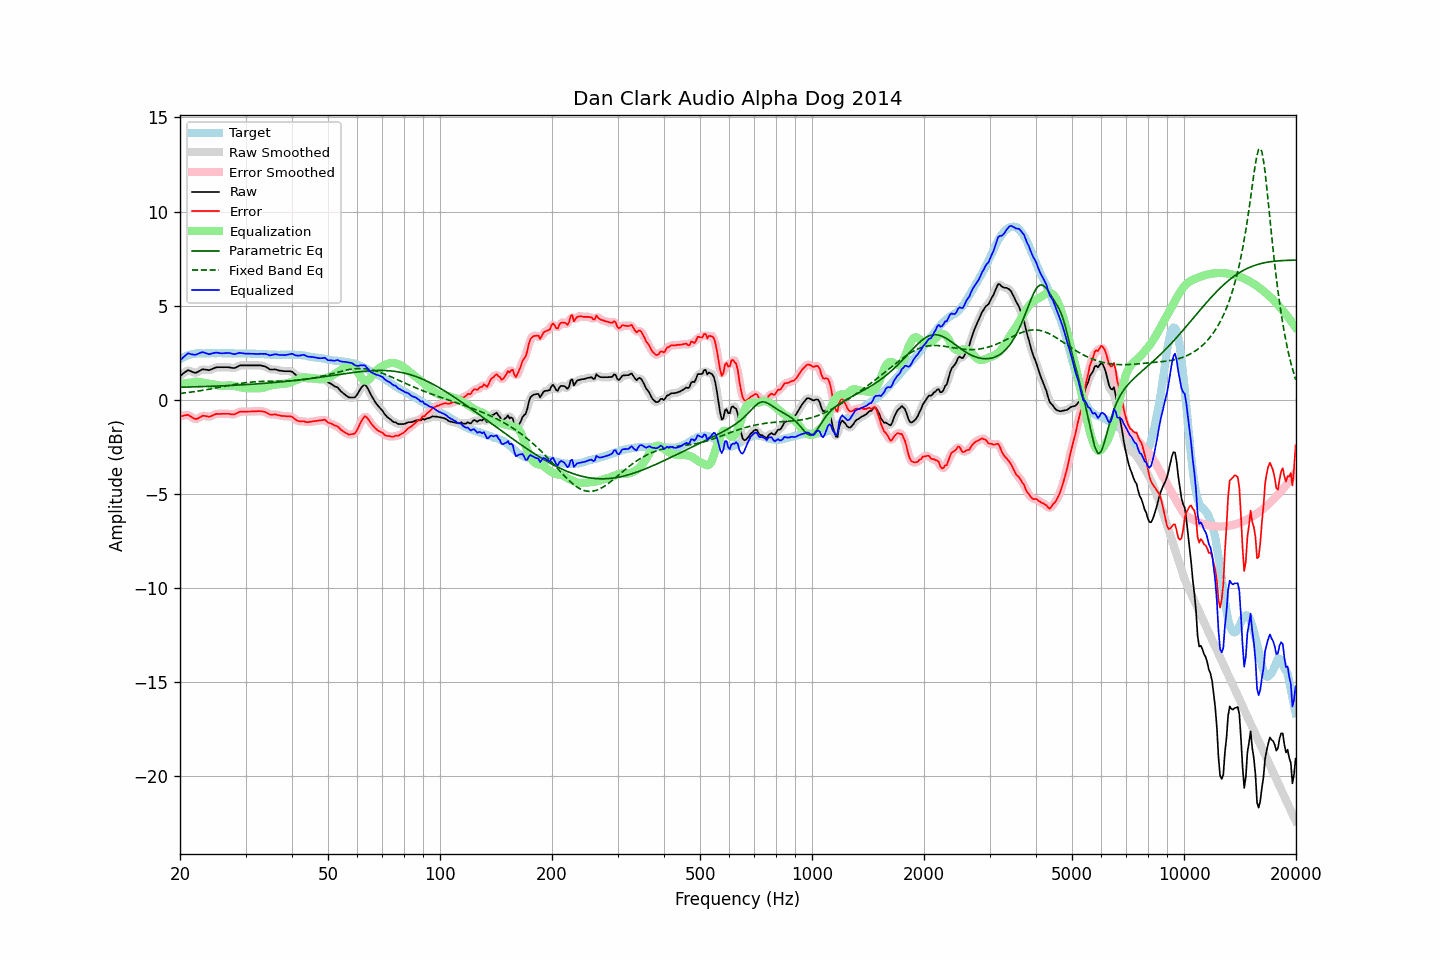 Dan Clark Audio Alpha Dog 2014
15
10
5
0
−5
−10
−15
−20
Amplitude (dBr)
Target
Raw Smoothed
Error Smoothed
Raw
Error
Equalization
Parametric Eq
Fixed Band Eq
Equalized
20 50 100 200 500 1000 2000 5000 10000 20000
Frequency (Hz)